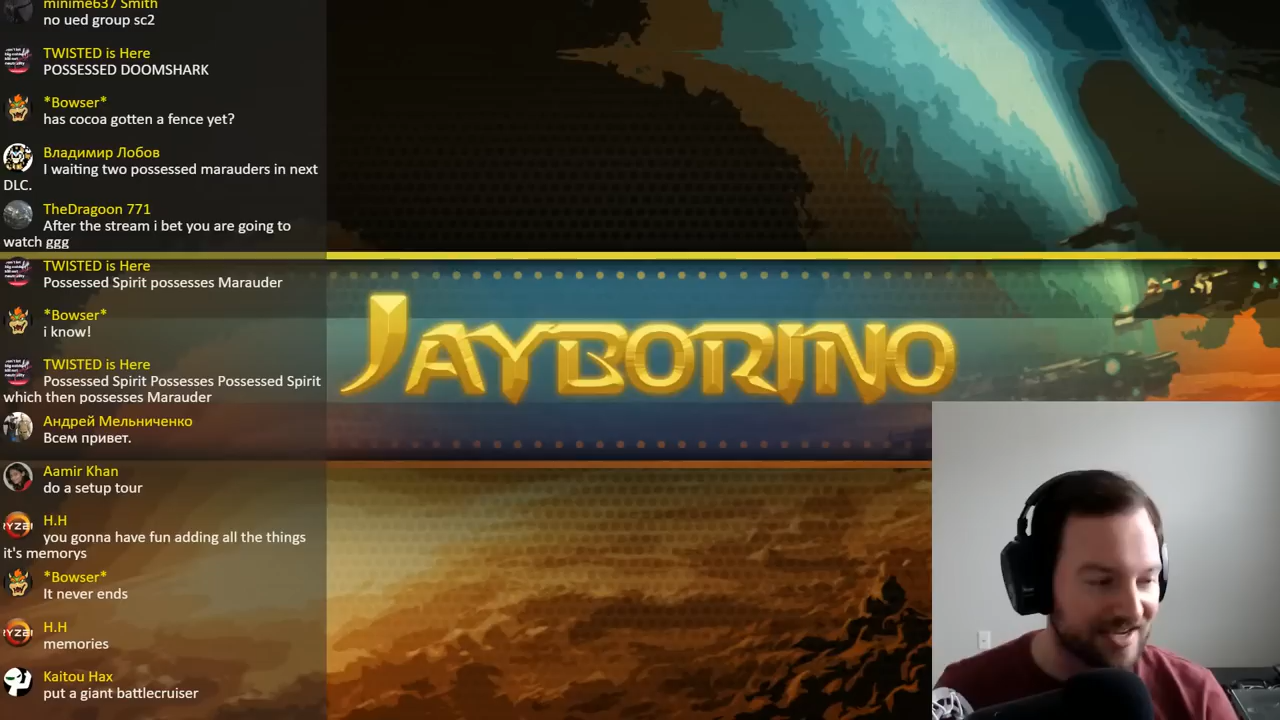 minime637 Smith
no ued group sc2
TWISTED is Here
POSSESSED DOOMSHARK
*Bowser*
has cocoa gotten a fence yet?
Владимир Лобов
I waiting two possessed marauders in next
DLC.
TheDragoon 771
After the stream i bet you are going to
watch ggg
TWISTED is Here
Possessed Spirit possesses Marauder
*Bowser*
i know!
TWISTED is Here
Possessed Spirit Possesses Possessed Spirit
which then possesses Marauder
Андрей Мельниченко
Всем привет.
Aamir Khan
do a setup tour
H.H
you gonna have fun adding all the things
it's memorys
*Bowser*
It never ends
H.H
memories
Kaitou Hax
put a giant battlecruiser
JAYBORINO